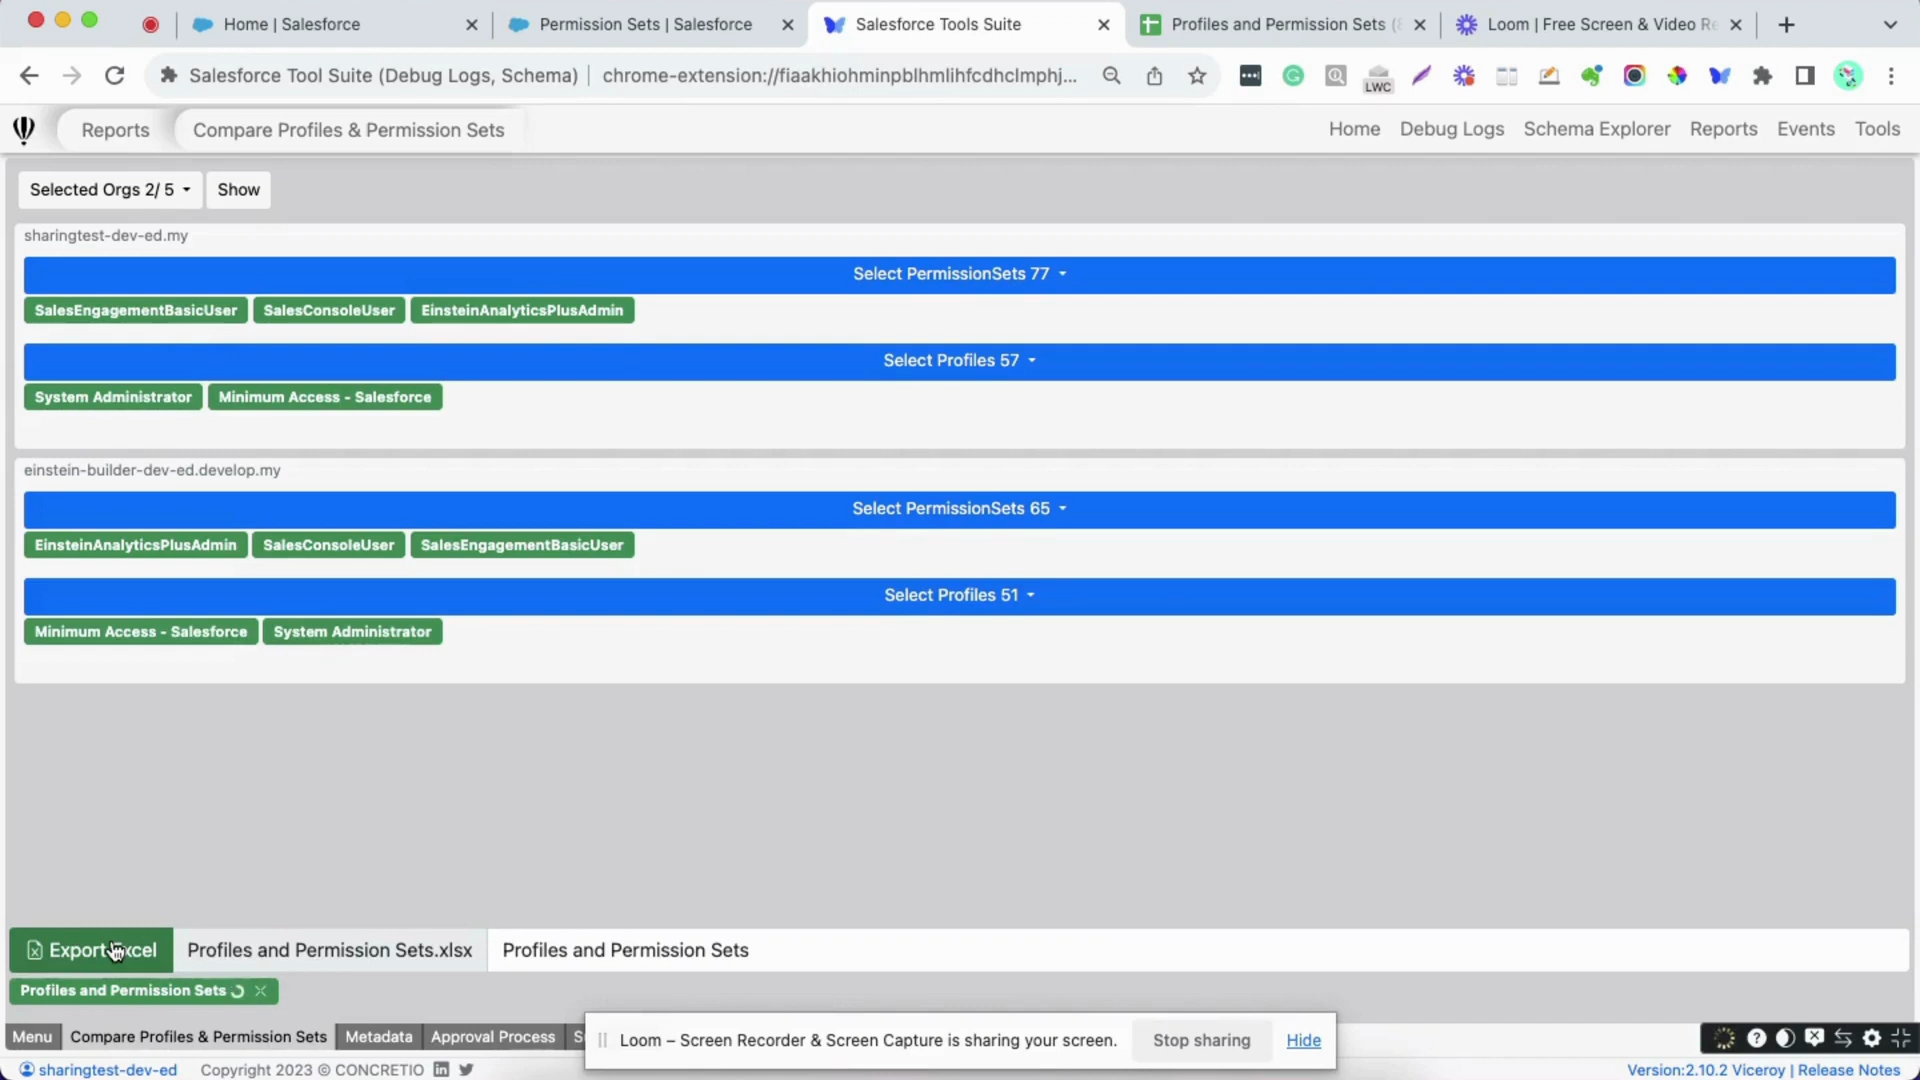 Home | Salesforce
Permission Sets | Salesforce
Salesforce Tools Suite
Profiles and Permission Sets (
Loom | Free Screen & Video Re
Salesforce Tool Suite (Debug Logs, Schema)
chrome-extension://fiaakhiohminpblhmlihfcdhclmphj...
LWC
Reports
Compare Profiles & Permission Sets
Home
Debug Logs
Schema Explorer
Reports
Events
Tools
Selected Orgs 2/ 5
Show
sharingtest-dev-ed.my
Select PermissionSets 77
SalesEngagementBasicUser
SalesConsoleUser
EinsteinAnalyticsPlusAdmin
Select Profiles 57
System Administrator
Minimum Access - Salesforce
einstein-builder-dev-ed.develop.my
Select PermissionSets 65
EinsteinAnalyticsPlusAdmin
SalesConsoleUser
SalesEngagementBasicUser
Select Profiles 51
Minimum Access - Salesforce
System Administrator
Export Excel
Profiles and Permission Sets.xlsx
Profiles and Permission Sets
Profiles and Permission Sets
Menu
Compare Profiles & Permission Sets
Metadata
Approval Process
Loom – Screen Recorder & Screen Capture is sharing your screen.
Stop sharing
Hide
sharingtest-dev-ed
Copyright 2023 © CONCRETIO
Version:2.10.2 Viceroy | Release Notes